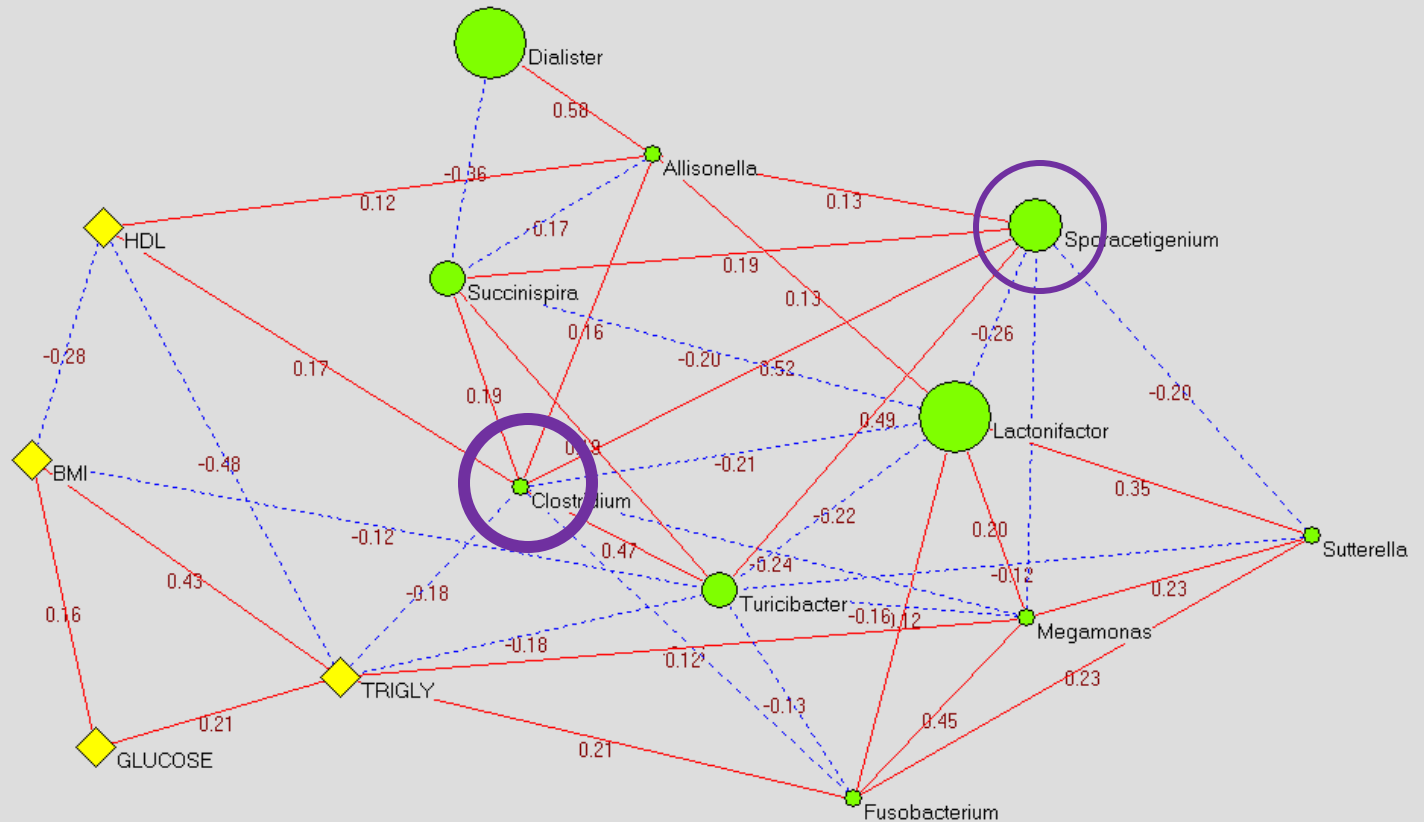 Dialister
0.58
Allisonella
-0.36
0.12
0.13
-0.17
HDL
Sporacetigenium
0.19
Succinispira
0.13
0.16
-0.26
-0.28
0.17
-0.20
0.52
0.19
-0.20
0.49
Lactonifactor
0.19
-0.48
-0.21
BMI
0.35
Clostridium
-0.22
0.20
-0.12
0.47
Sutterella
-0.24
-0.12
0.43
-0.18
0.23
0.16
Turicibacter
-0.16
0.12
Megamonas
-0.18
0.12
0.23
TRIGLY
-0.13
0.21
0.45
0.21
GLUCOSE
Fusobacterium